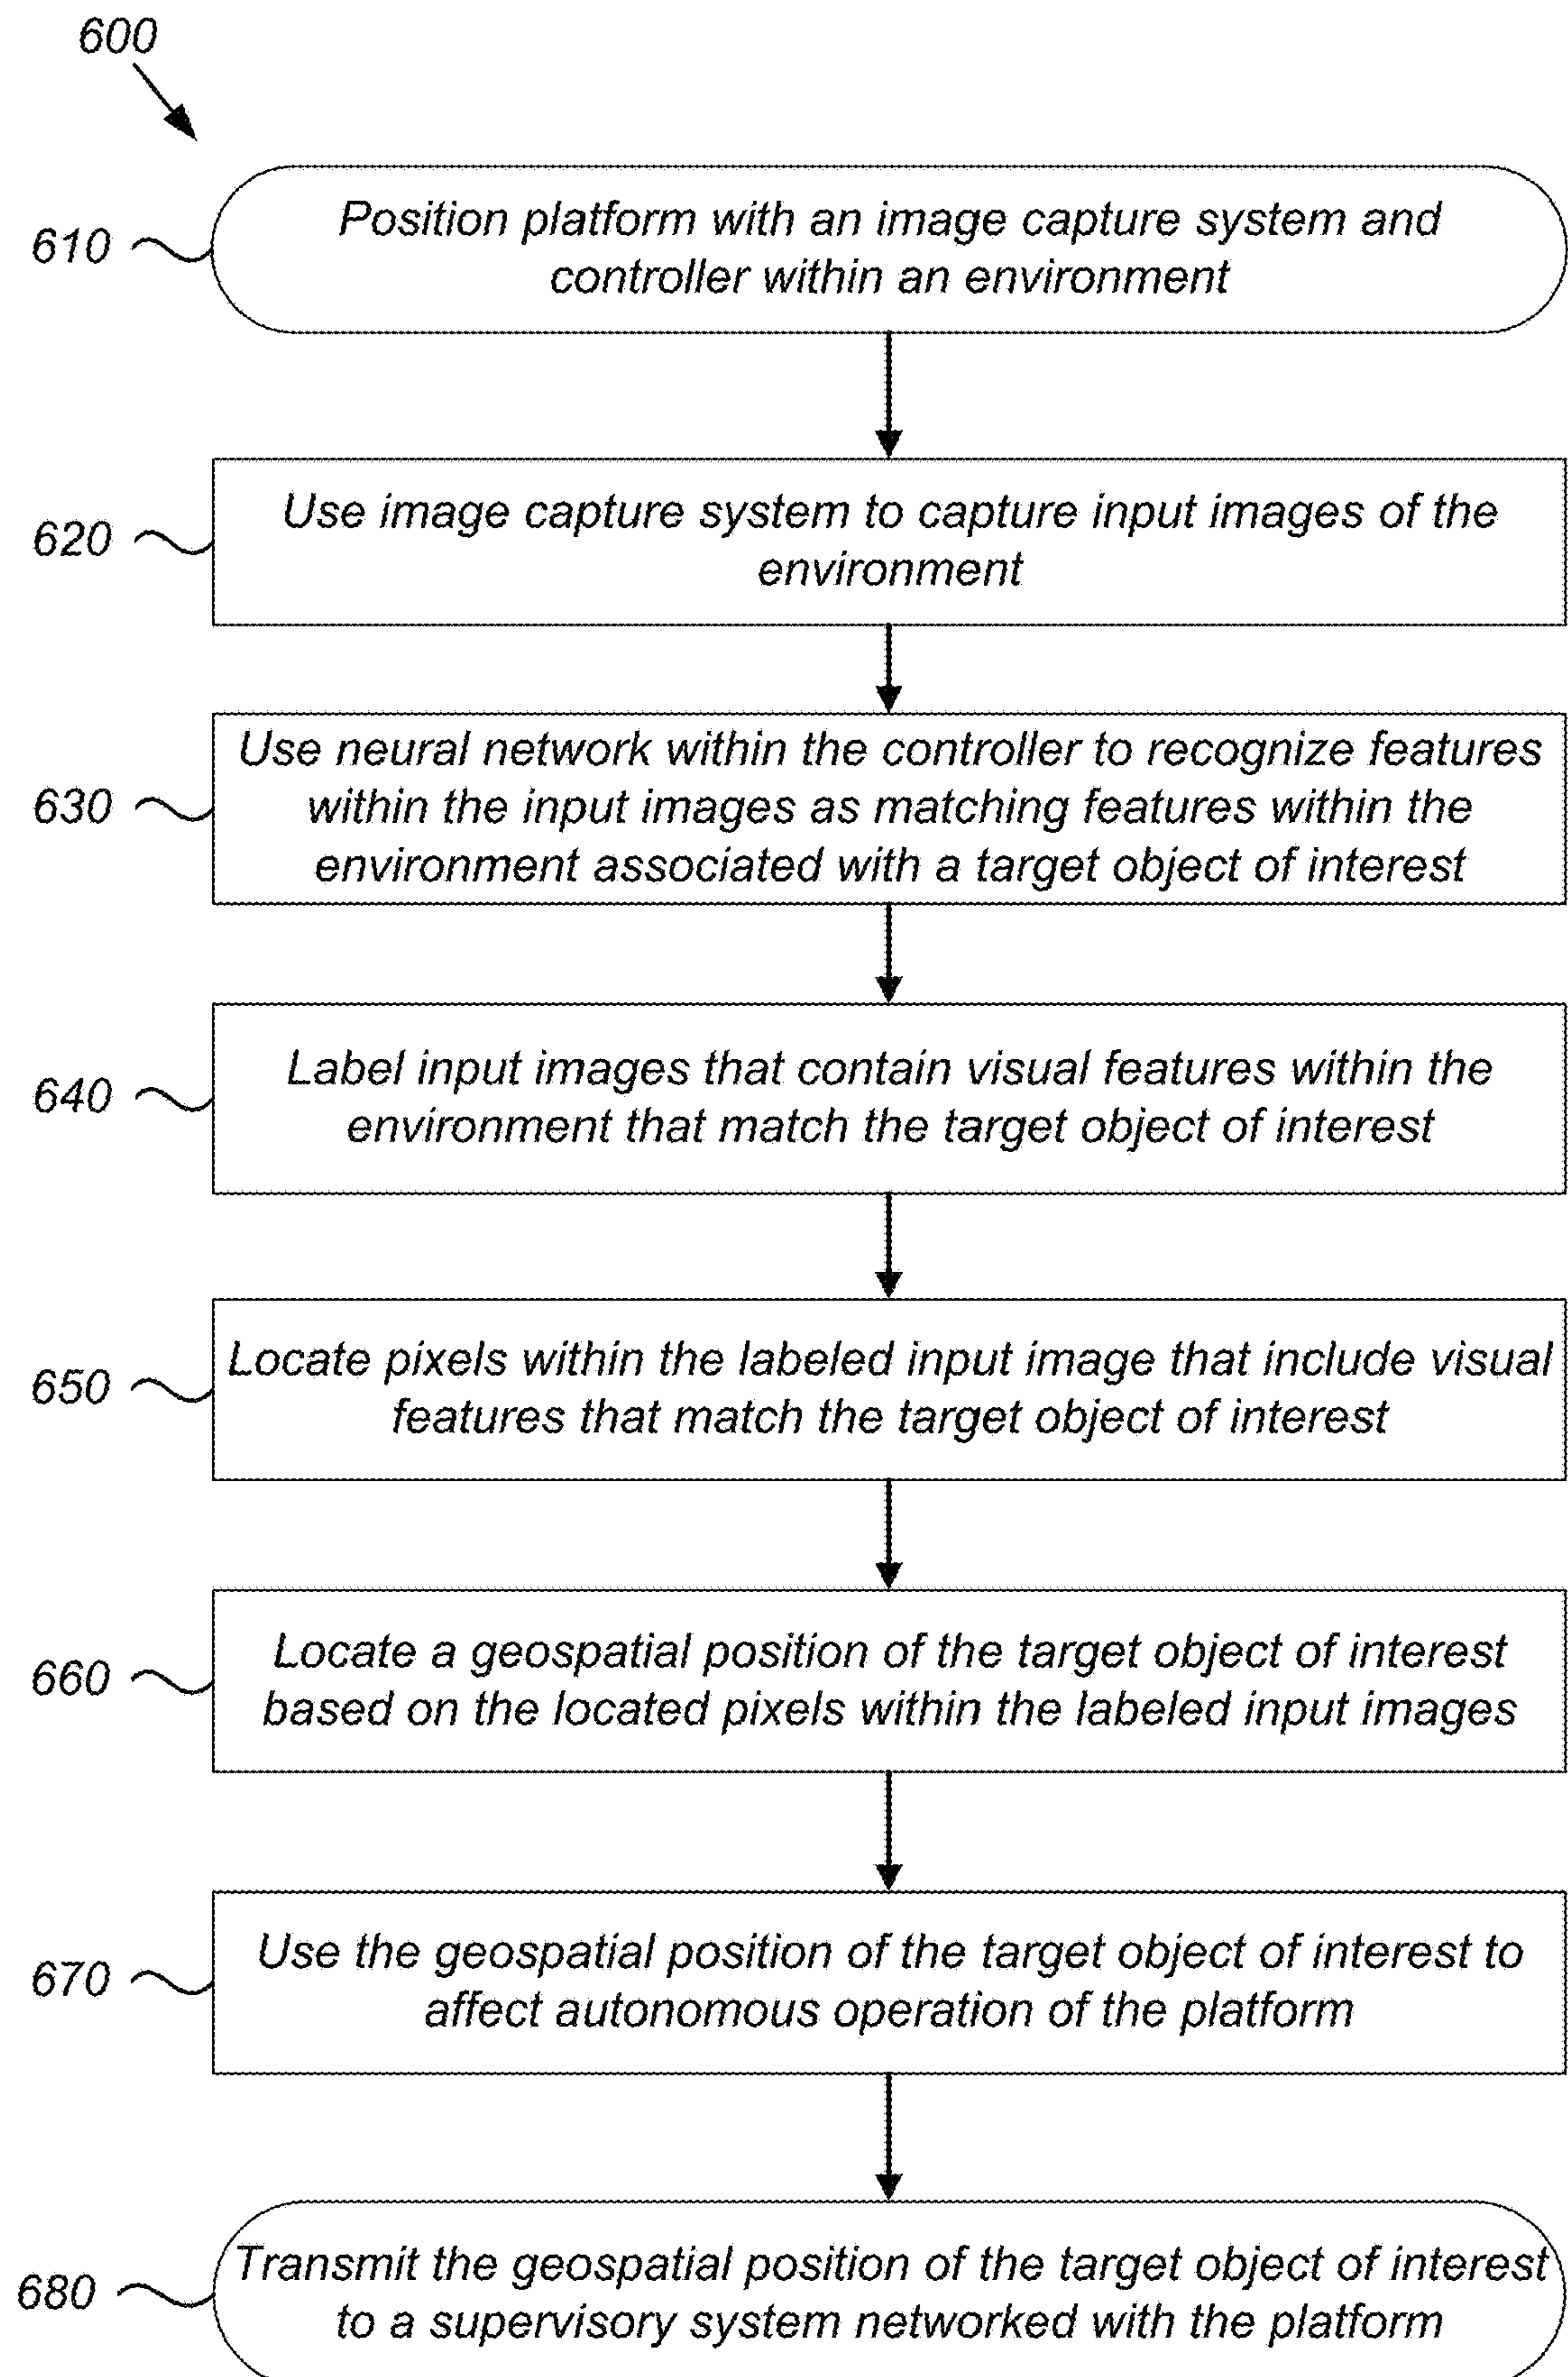 600
610
Position platform with an image capture system and
controller within an environment
620
Use image capture system to capture input images of the
environment
630
Use neural network within the controller to recognize features
within the input images as matching features within the
environment associated with a target object of interest
640
Label input images that contain visual features within the
environment that match the target object of interest
650
Locate pixels within the labeled input image that include visual
features that match the target object of interest
660
Locate a geospatial position of the target object of interest
based on the located pixels within the labeled input images
670
Use the geospatial position of the target object of interest to
affect autonomous operation of the platform
680
Transmit the geospatial position of the target object of interest
to a supervisory system networked with the platform